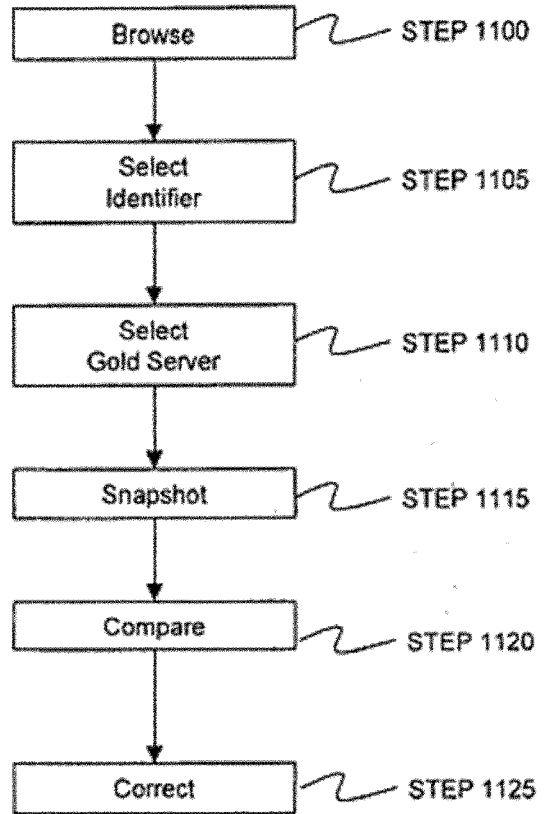 Browse
STEP 1100
Select
Identifier
STEP 1105
Select
Gold Server
STEP 1110
Snapshot
STEP 1115
Compare
STEP 1120
Correct
STEP 1125